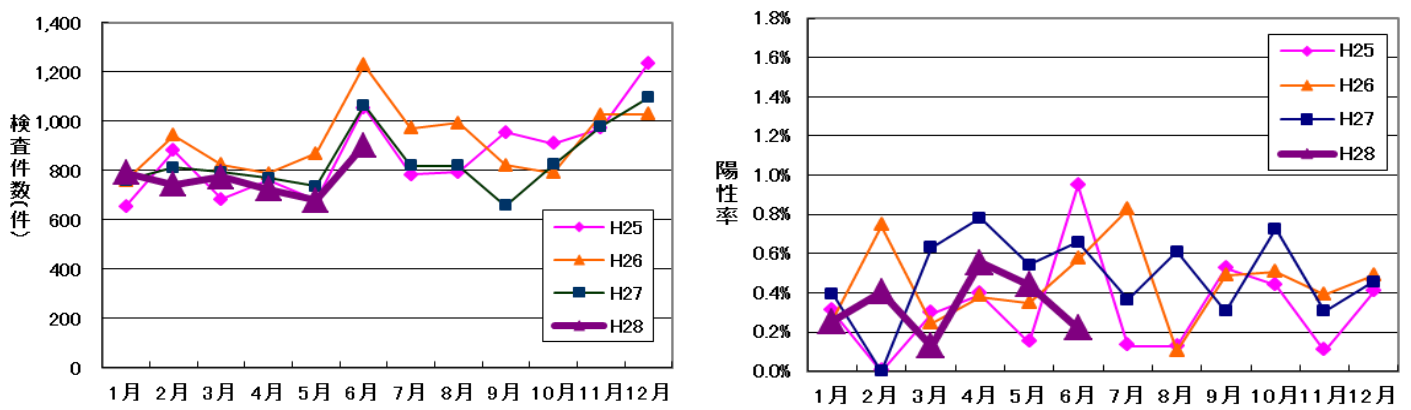 検査件数(件)
1,400
1,200
1,000
800
600
400
200
0
1月 2月 3月 4月 5月 6月 7月 8月 9月 10月 11月 12月
H25
H26
H27
H28
陽性率
1.8%
1.6%
1.4%
1.2%
1.0%
0.8%
0.6%
0.4%
0.2%
0.0%
1月 2月 3月 4月 5月 6月 7月 8月 9月 10月 11月 12月
H25
H26
H27
H28